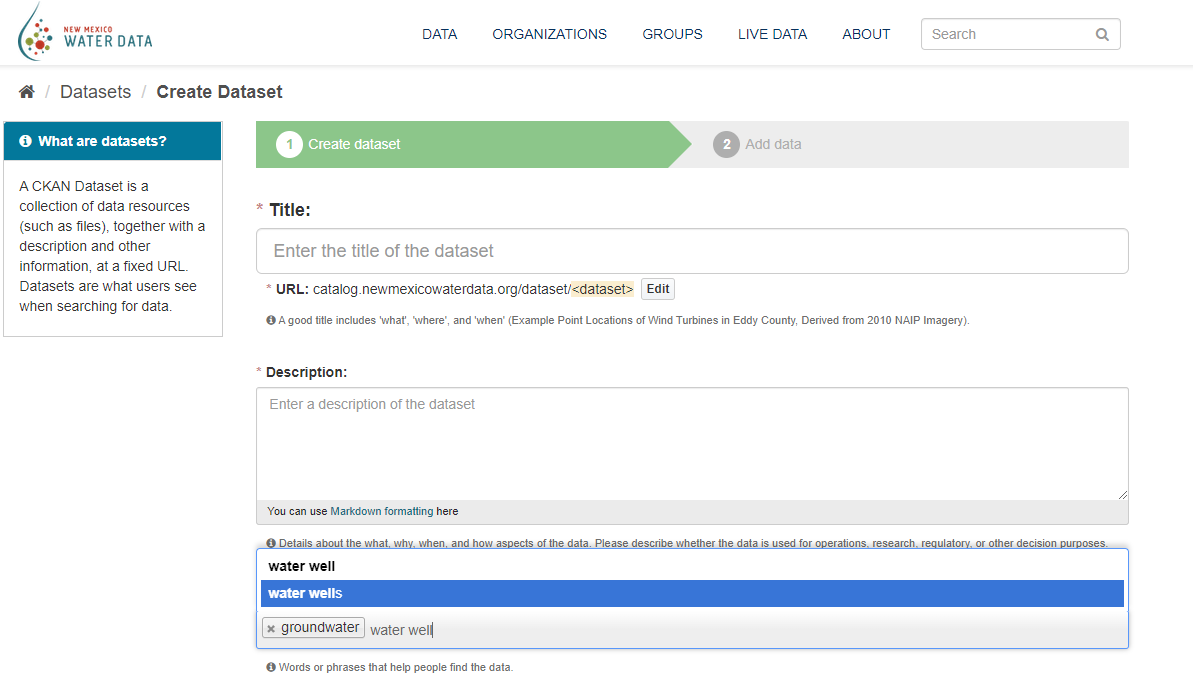 NEW MEXICO
WATER DATA
DATA
ORGANIZATIONS
GROUPS
LIVE DATA
ABOUT
Search
/ Datasets / Create Dataset
What are datasets?
A CKAN Dataset is a
collection of data resources
(such as files), together with a
description and other
information, at a fixed URL.
Datasets are what users see
when searching for data.
1 Create dataset
2 Add data
* Title:
Enter the title of the dataset
* URL: catalog.newmexicowaterdata.org/dataset/<dataset> Edit
A good title includes 'what', 'where', and 'when' (Example Point Locations of Wind Turbines in Eddy County, Derived from 2010 NAIP Imagery).
* Description:
Enter a description of the dataset
You can use Markdown formatting here
Details about the what, why, when, and how aspects of the data. Please describe whether the data is used for operations, research, regulatory, or other decision purposes.
water well
water wells
× groundwater water well
Words or phrases that help people find the data.